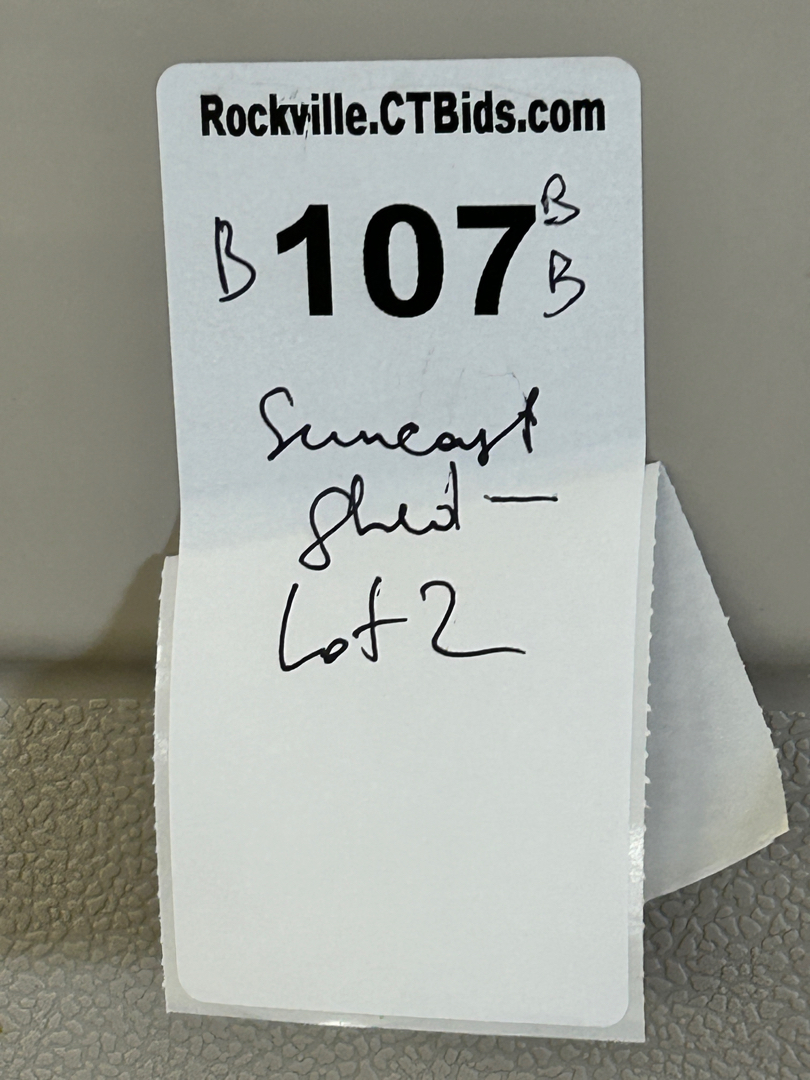 Rockville.CTBids.com
B 107 B
B
Suncast
Shed —
Lot 2